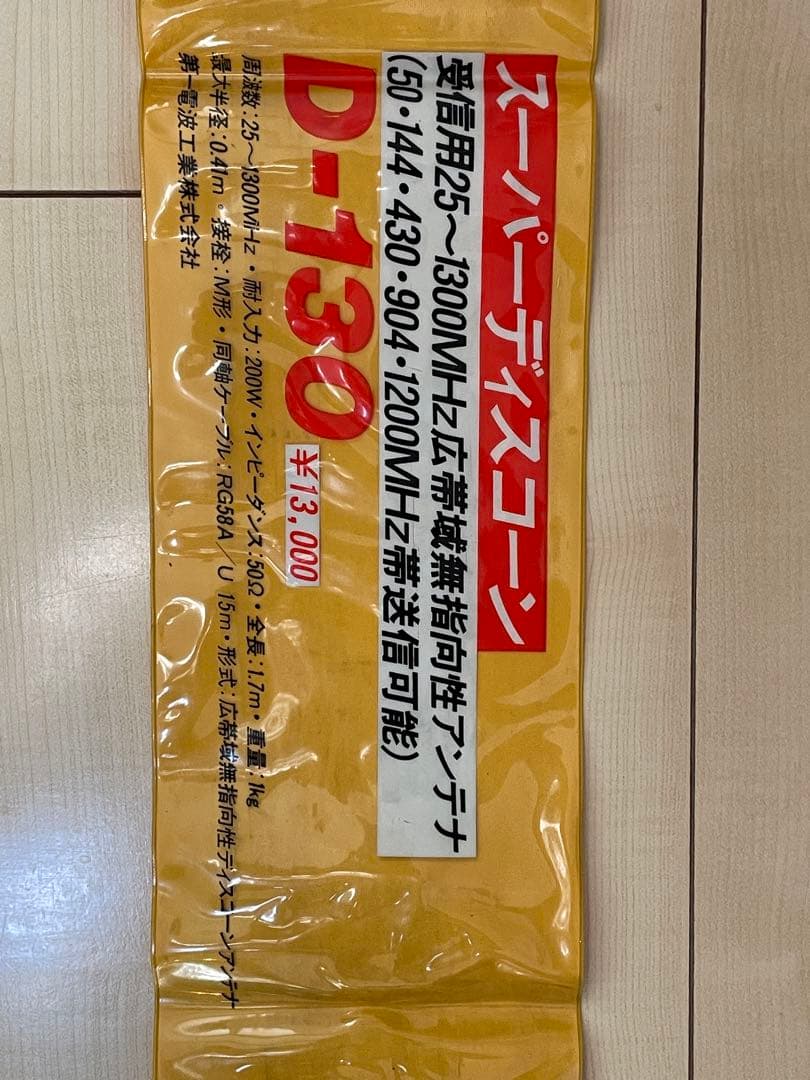 スーパーディスコーン
受信用25〜1300MHz広帯域無指向性アンテナ
(50・144・430・904・1200MHz帯送信可能)
D-130
¥13,000
周波数:25〜1300MHz・耐入力:200W・インピーダンス:50Ω・全長:1.7m・重量:1kg
最大半径:0.41m。接栓:M形・同軸ケーブル:RG58A/U 15m・形式:広帯域無指向性ディスコーンアンテナ
第一電波工業株式会社